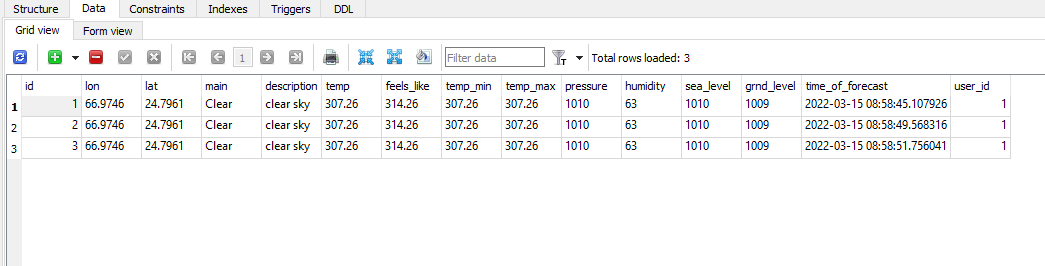 Structure Data Constraints Indexes Triggers DDL
Grid view Form view
1 Filter data T Total rows loaded: 3
id lon lat main description temp feels_like temp_min temp_max pressure humidity sea_level grnd_level time_of_forecast user_id
1 1 66.9746 24.7961 Clear clear sky 307.26 314.26 307.26 307.26 1010 63 1010 1009 2022-03-15 08:58:45.107926 1
2 2 66.9746 24.7961 Clear clear sky 307.26 314.26 307.26 307.26 1010 63 1010 1009 2022-03-15 08:58:49.568316 1
3 3 66.9746 24.7961 Clear clear sky 307.26 314.26 307.26 307.26 1010 63 1010 1009 2022-03-15 08:58:51.756041 1